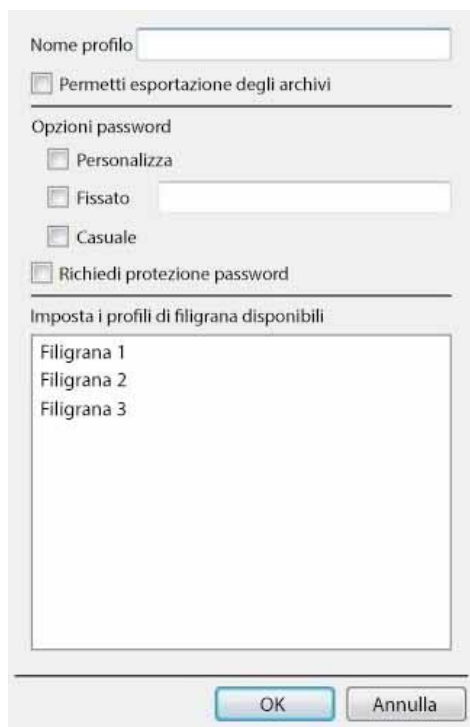 Nome profilo
Permetti esportazione degli archivi
Opzioni password
Personalizza
Fissato
Casuale
Richiedi protezione password
Imposta i profili di filigrana disponibili
Filigrana 1
Filigrana 2
Filigrana 3
OK Annulla